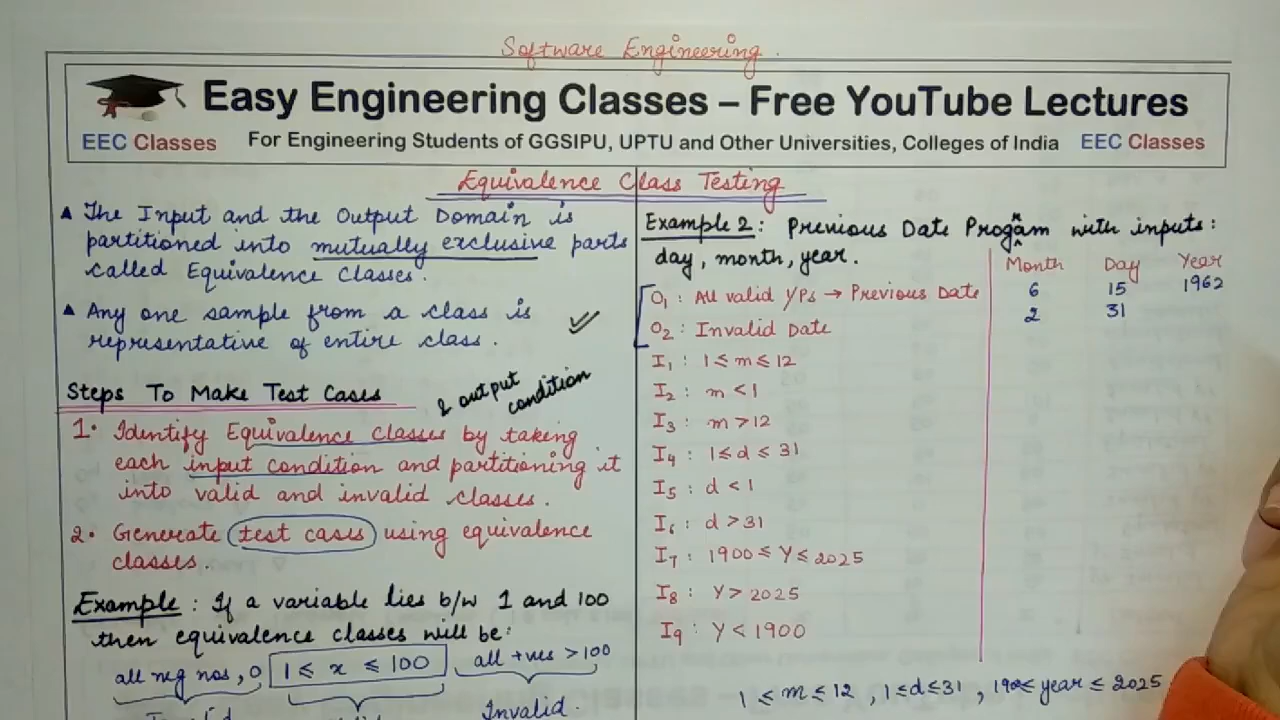 Software Engineering.
Easy Engineering Classes – Free YouTube Lectures
EEC Classes For Engineering Students of GGSIPU, UPTU and Other Universities, Colleges of India EEC Classes
Equivalence Class Testing
▲ The Input and the Output Domain is
partitioned into mutually exclusive parts
called Equivalence Classes.
▲ Any one sample from a class is
representative of entire class.
Steps To Make Test Cases
& output
condition
1. Identify Equivalence classes by taking
each input condition and partitioning it
into valid and invalid classes.
2. Generate test cases using equivalence
classes.
Example : If a variable lies b/w 1 and 100
then equivalence classes will be:
all neg nos, 0 1 ≤ x ≤ 100 all +ves > 100
Invalid.
Example 2 : Previous Date Progam with inputs :
day, month, year.
O1 : All valid I/Ps → Previous Date
O2 : Invalid Date
I1 : 1 ≤ m ≤ 12
I2 : m < 1
I3 : m > 12
I4 : 1 ≤ d ≤ 31
I5 : d < 1
I6 : d > 31
I7 : 1900 ≤ Y ≤ 2025
I8 : Y > 2025
I9 : Y < 1900
Month Day Year
6 15 1962
2 31
1 ≤ m ≤ 12 , 1 ≤ d ≤ 31 , 1900 ≤ year ≤ 2025